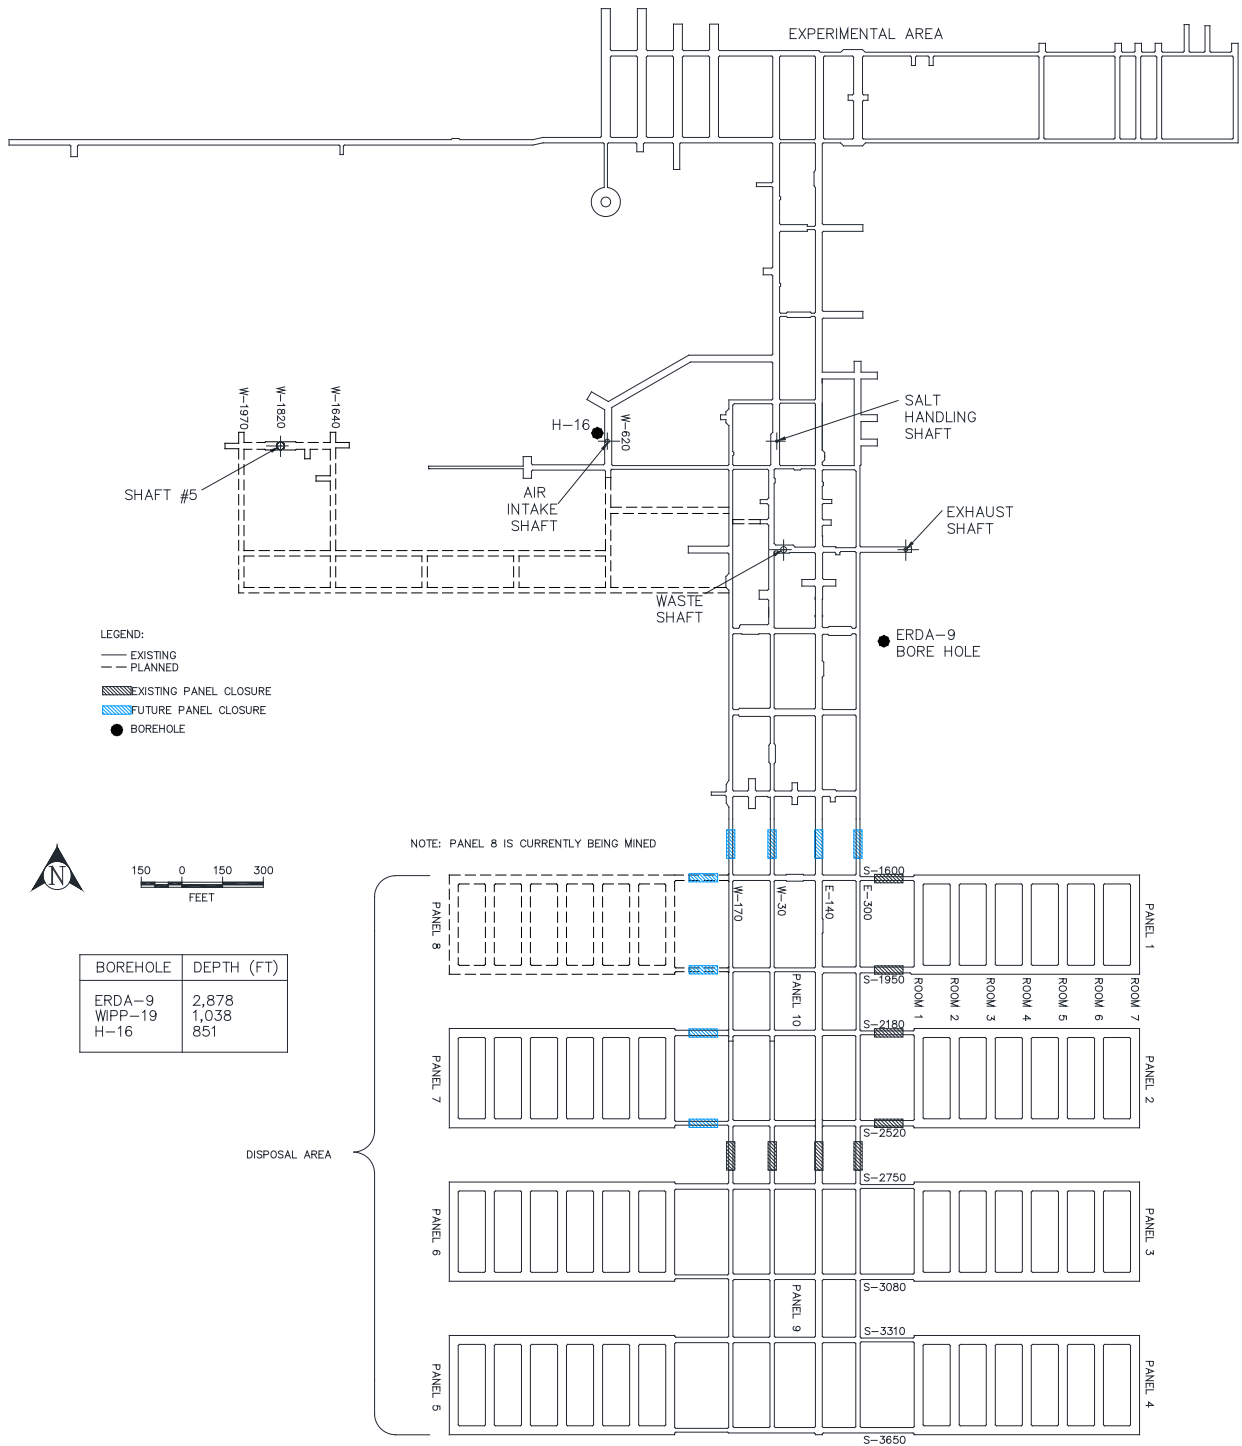 EXPERIMENTAL AREA
W-1970
W-1820
W-1640
SALT
HANDLING
SHAFT
H-16
W-620
SHAFT #5
AIR
INTAKE
SHAFT
EXHAUST
SHAFT
WASTE
SHAFT
ERDA-9
BORE HOLE
LEGEND:
EXISTING
PLANNED
EXISTING PANEL CLOSURE
FUTURE PANEL CLOSURE
BOREHOLE
NOTE: PANEL 8 IS CURRENTLY BEING MINED
N
150 0 150 300
FEET
S-1600
W-170
W-30
E-140
E-300
PANEL 8
PANEL 1
BOREHOLE DEPTH (FT)
ERDA-9 2,878
WIPP-19 1,038
H-16 851
S-1950
PANEL 10
ROOM 1
ROOM 2
ROOM 3
ROOM 4
ROOM 5
ROOM 6
ROOM 7
S-2180
PANEL 7
PANEL 2
S-2520
DISPOSAL AREA
S-2750
PANEL 6
PANEL 3
S-3080
PANEL 9
S-3310
PANEL 5
PANEL 4
S-3650